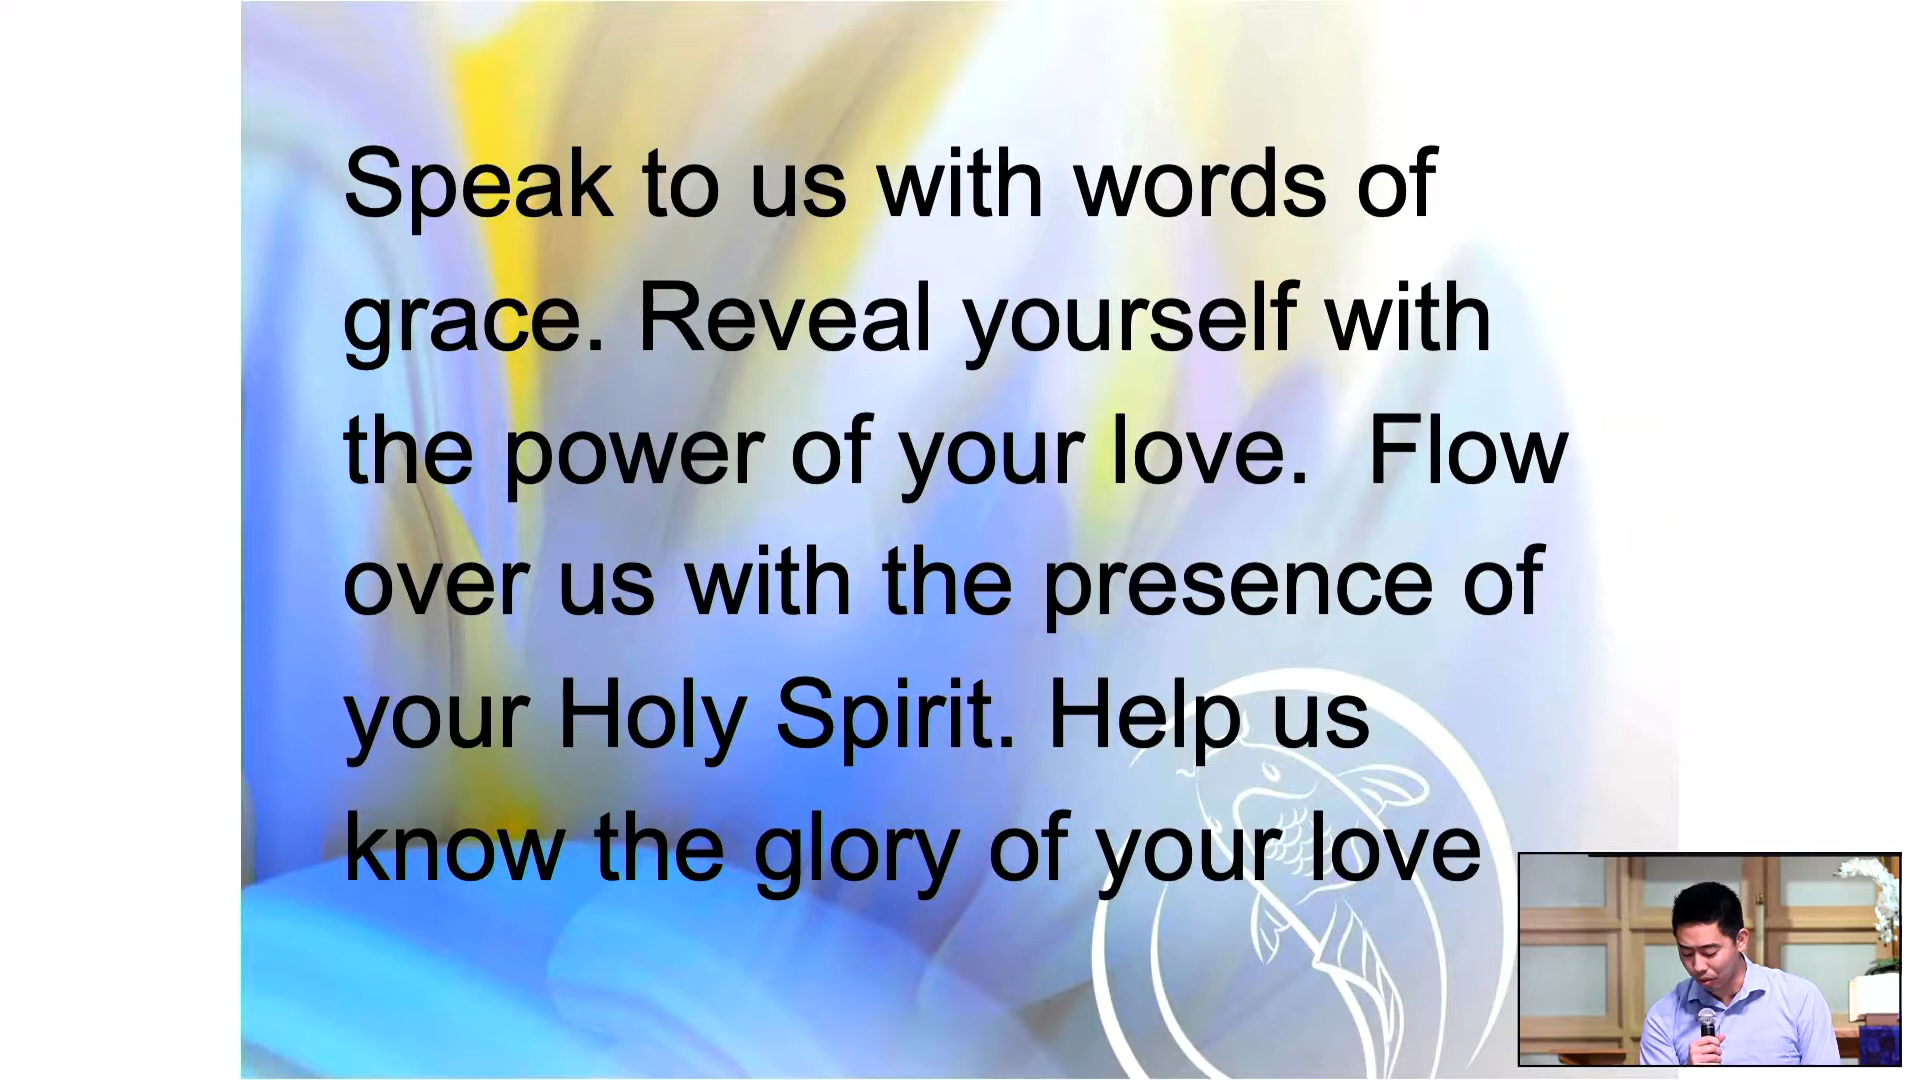 Speak to us with words of
grace. Reveal yourself with
the power of your love.  Flow
over us with the presence of
your Holy Spirit. Help us
know the glory of your love